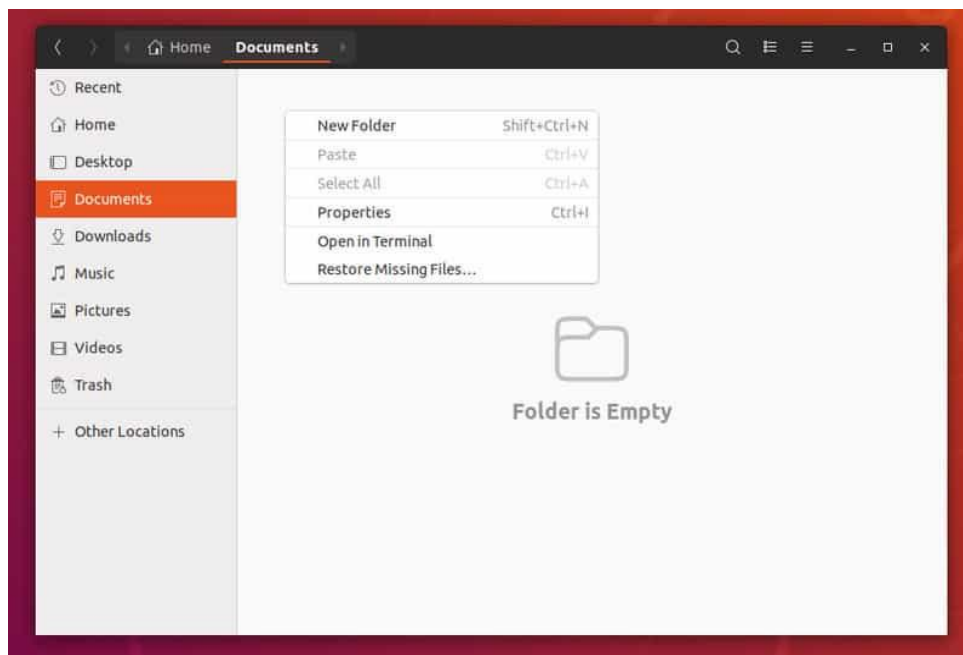 Home Documents
Recent
Home
Desktop
Documents
Downloads
Music
Pictures
Videos
Trash
+ Other Locations
New Folder Shift+Ctrl+N
Paste Ctrl+V
Select All Ctrl+A
Properties Ctrl+I
Open in Terminal
Restore Missing Files...
Folder is Empty